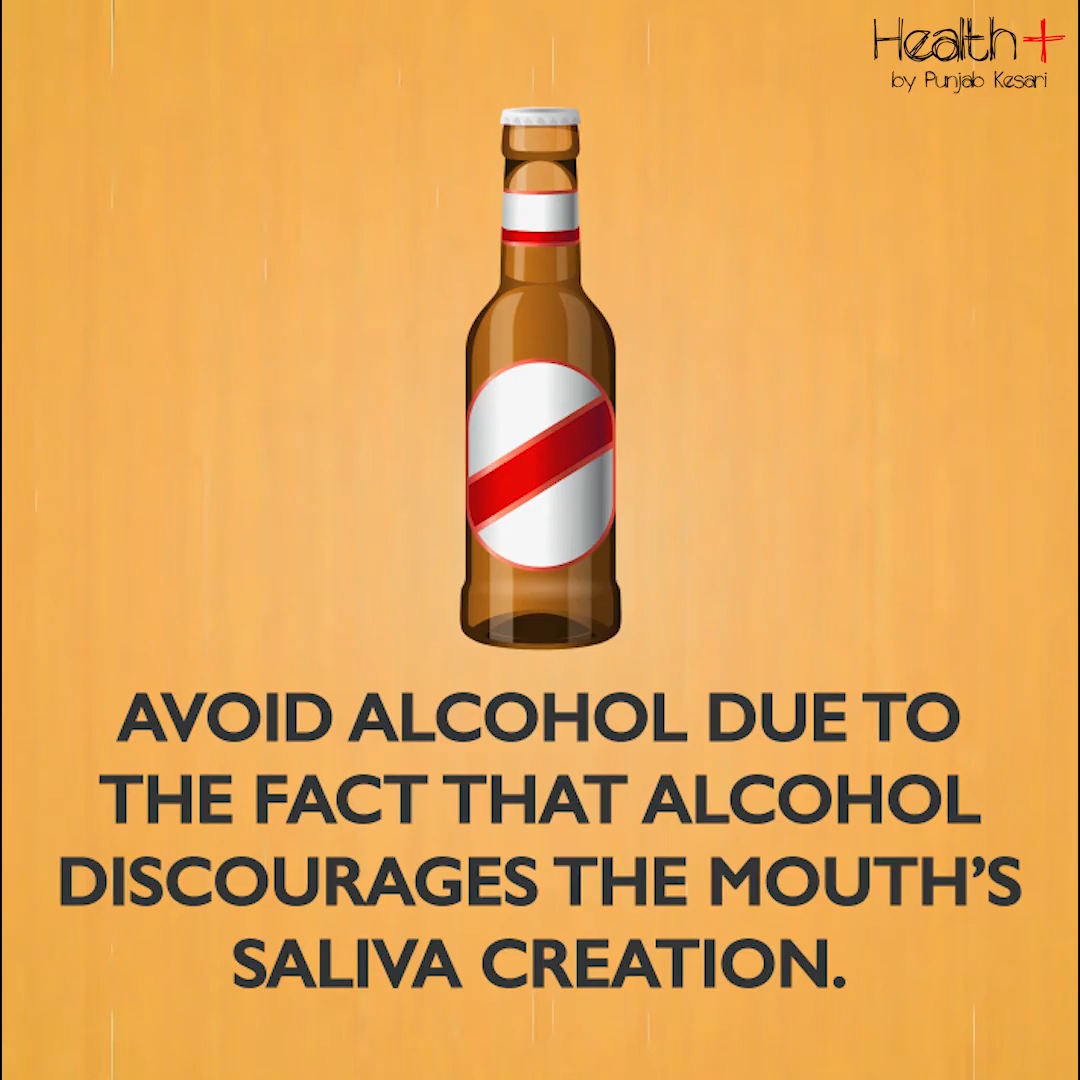 Health+
by Punjab Kesari
AVOID ALCOHOL DUE TO
THE FACT THAT ALCOHOL
DISCOURAGES THE MOUTH’S
SALIVA CREATION.